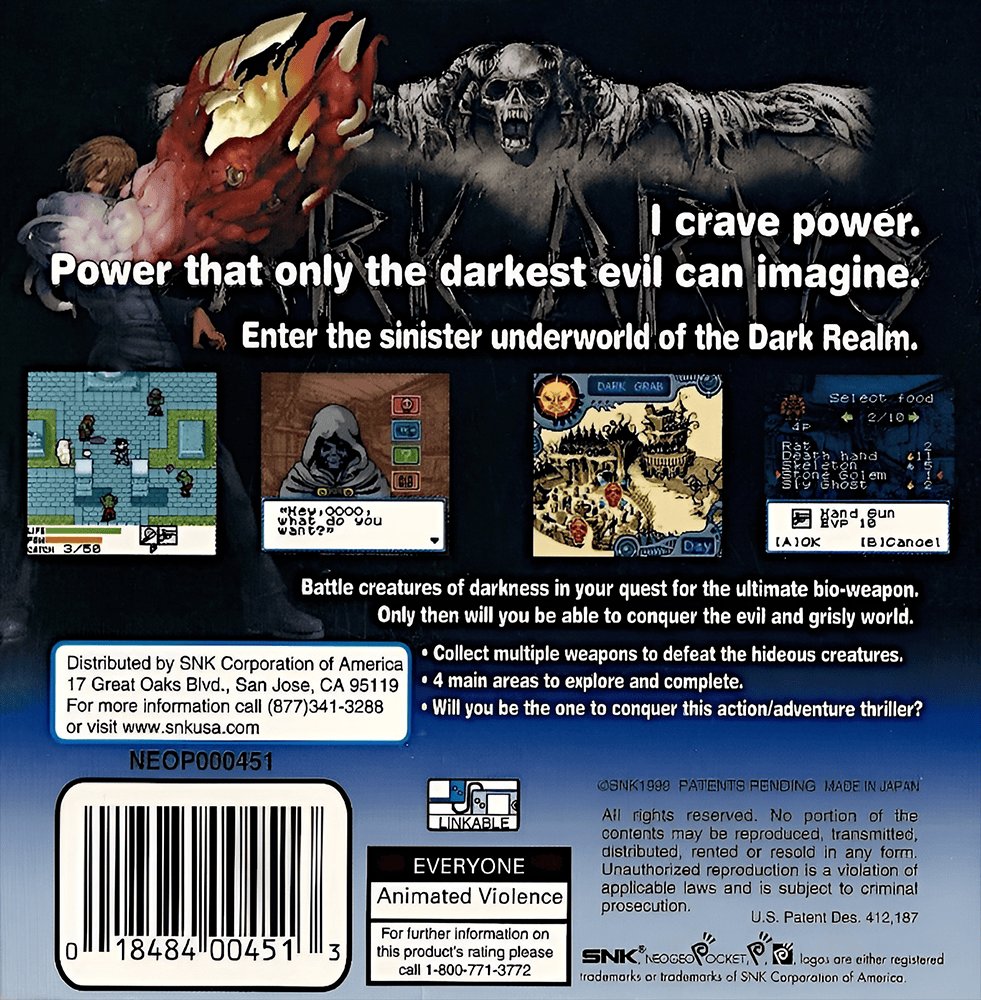 I crave power.
Power that only the darkest evil can imagine.
Enter the sinister underworld of the Dark Realm.
LIFE
POW
CATCH 3/50
"Hey,OOOO,
what do you
want?"
DARK GRAB
Day
Select food
2/10
4P
Rat 2
Death hand 11
Skeleton 5
Stone Golem 1
Sly Ghost 2
Hand gun
EVP 10
[A]OK [B]Cancel
Battle creatures of darkness in your quest for the ultimate bio-weapon.
Only then will you be able to conquer the evil and grisly world.
• Collect multiple weapons to defeat the hideous creatures.
• 4 main areas to explore and complete.
• Will you be the one to conquer this action/adventure thriller?
Distributed by SNK Corporation of America
17 Great Oaks Blvd., San Jose, CA 95119
For more information call (877)341-3288
or visit www.snkusa.com
NEOP000451
0 18484 00451 3
LINKABLE
EVERYONE
Animated Violence
For further information on
this product's rating please
call 1-800-771-3772
©SNK1999 PATENTS PENDING MADE IN JAPAN
All rights reserved. No portion of the
contents may be reproduced, transmitted,
distributed, rented or resold in any form.
Unauthorized reproduction is a violation of
applicable laws and is subject to criminal
prosecution.
U.S. Patent Des. 412,187
SNK®, NEOGEO POCKET, P, logos are either registered
trademarks or trademarks of SNK Corporation of America.